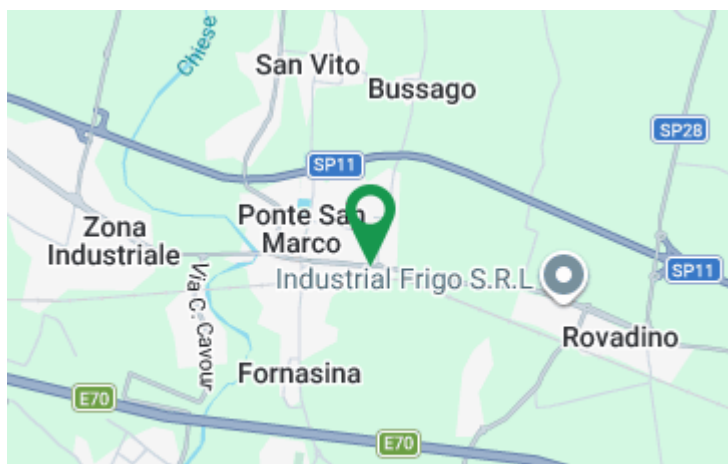 Chiese
San Vito
Bussago
SP28
SP11
Zona
Industriale
Ponte San
Marco
Via C. Cavour
Industrial Frigo S.R.L
SP11
Rovadino
Fornasina
E70
E70